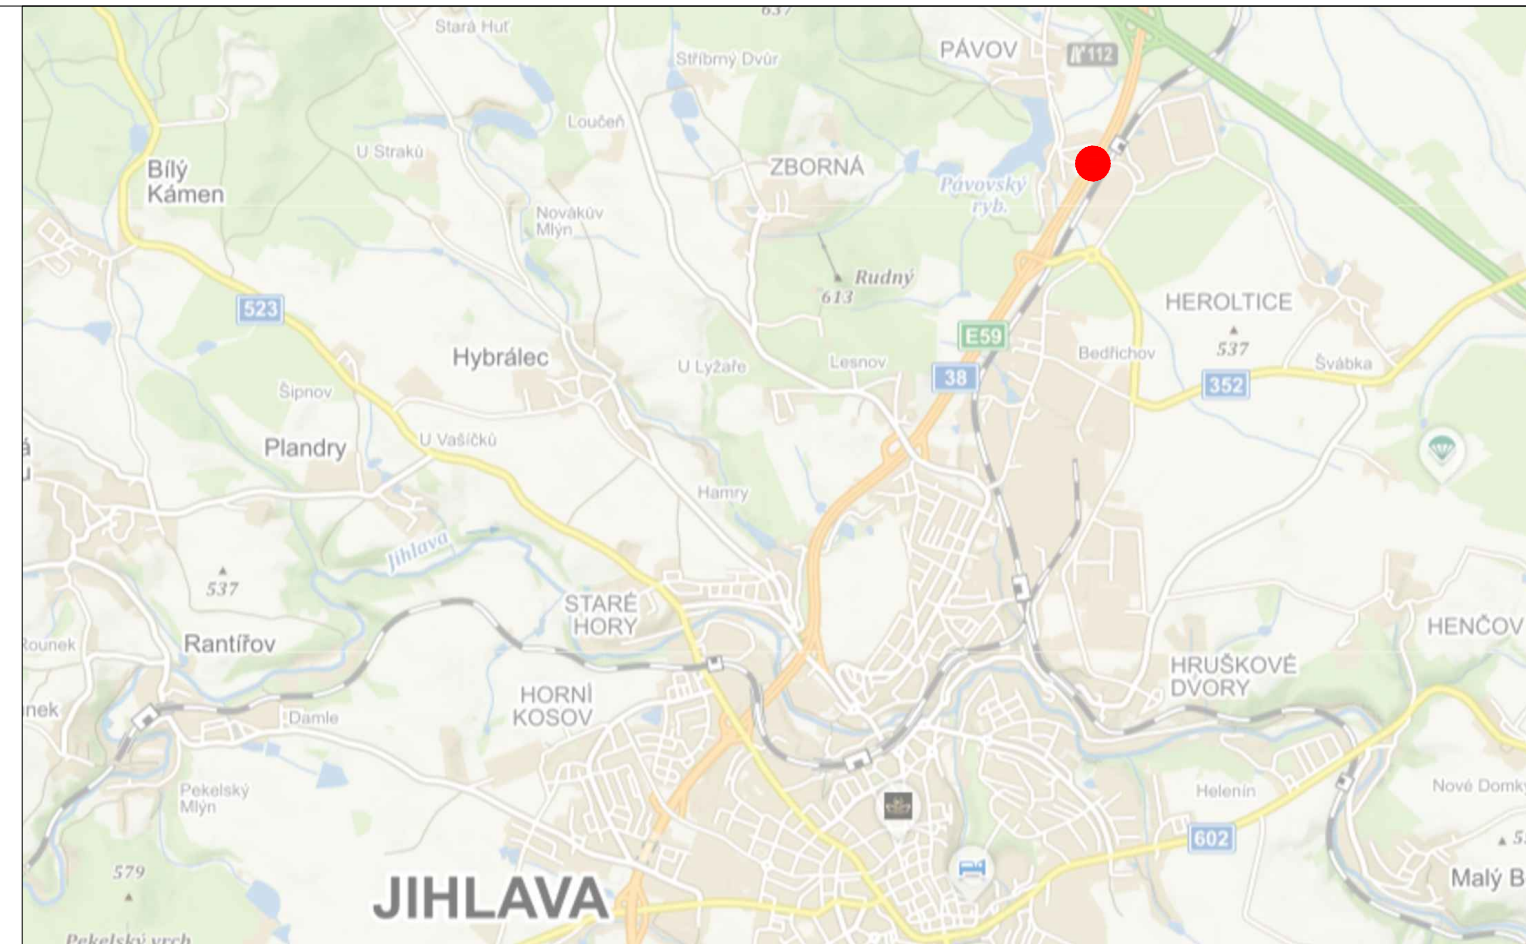 637
Stará Huť
Stříbrný Dvůr
PÁVOV
112
Loučeň
U Straků
ZBORNÁ
Bílý
Kámen
Pávovský
ryb.
Novákův
Mlýn
Rudný
613
523
HEROLTICE
E59
537
Hybrálec
U Lyžaře
Lesnov
Bedřichov
Švábka
38
352
Šipnov
Plandry
U Vašíčků
Hamry
Jihlava
537
STARÉ
HORY
Rantířov
HENČOV
HRUŠKOVÉ
DVORY
HORNÍ
KOSOV
Damle
Pekelský
Mlýn
Helenín
Nové Domky
602
579
JIHLAVA
Malý B
Pekelský vrch